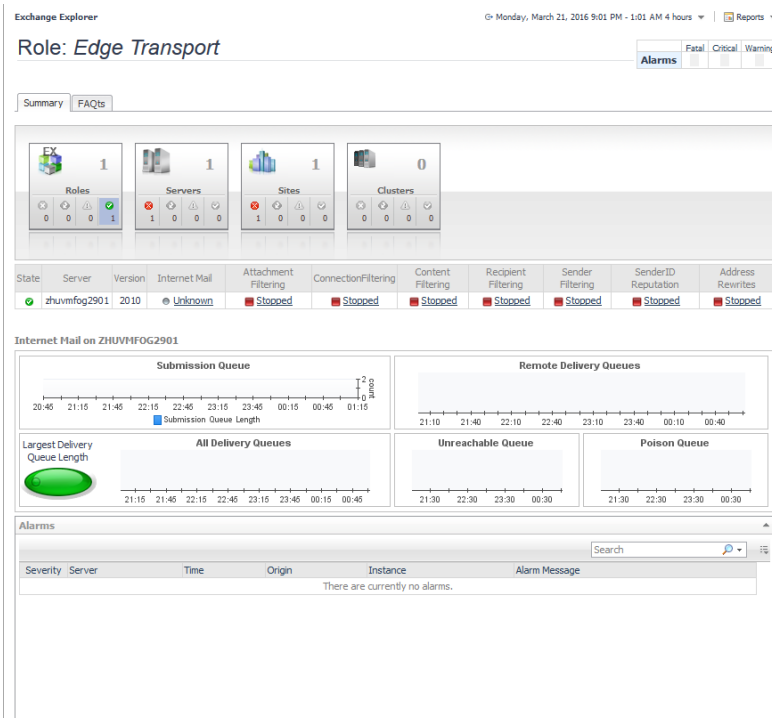 Exchange Explorer
Monday, March 21, 2016 9:01 PM - 1:01 AM 4 hours Reports
Role: Edge Transport
Fatal Critical Warning
Alarms
Summary FAQts
EX
1 1 1 0
Roles Servers Sites Clusters
0 0 0 1 1 0 0 0 1 0 0 0 0 0 0 0
State Server Version Internet Mail Attachment Filtering ConnectionFiltering Content Filtering Recipient Filtering Sender Filtering SenderID Reputation Address Rewrites
zhuvmfog2901 2010 Unknown Stopped Stopped Stopped Stopped Stopped Stopped Stopped
Internet Mail on ZHUVMFOG2901
Submission Queue
2
0
count
20:45 21:15 21:45 22:15 22:45 23:15 23:45 00:15 00:45 01:15
Submission Queue Length
Remote Delivery Queues
21:10 21:40 22:10 22:40 23:10 23:40 00:10 00:40
Largest Delivery
Queue Length
All Delivery Queues
21:15 21:45 22:15 22:45 23:15 23:45 00:15 00:45
Unreachable Queue
21:30 22:30 23:30 00:30
Poison Queue
21:30 22:30 23:30 00:30
Alarms
Search
Severity Server Time Origin Instance Alarm Message
There are currently no alarms.